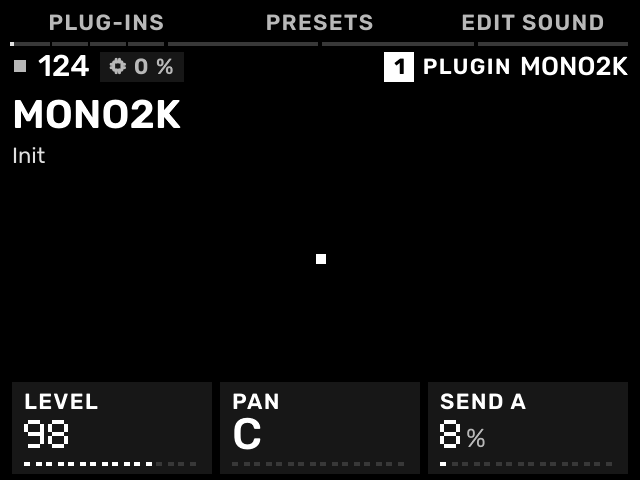 PLUG-INS PRESETS EDIT SOUND
124 0 % 1 PLUGIN MONO2K
MONO2K
Init
LEVEL PAN SEND A
98 C 8 %